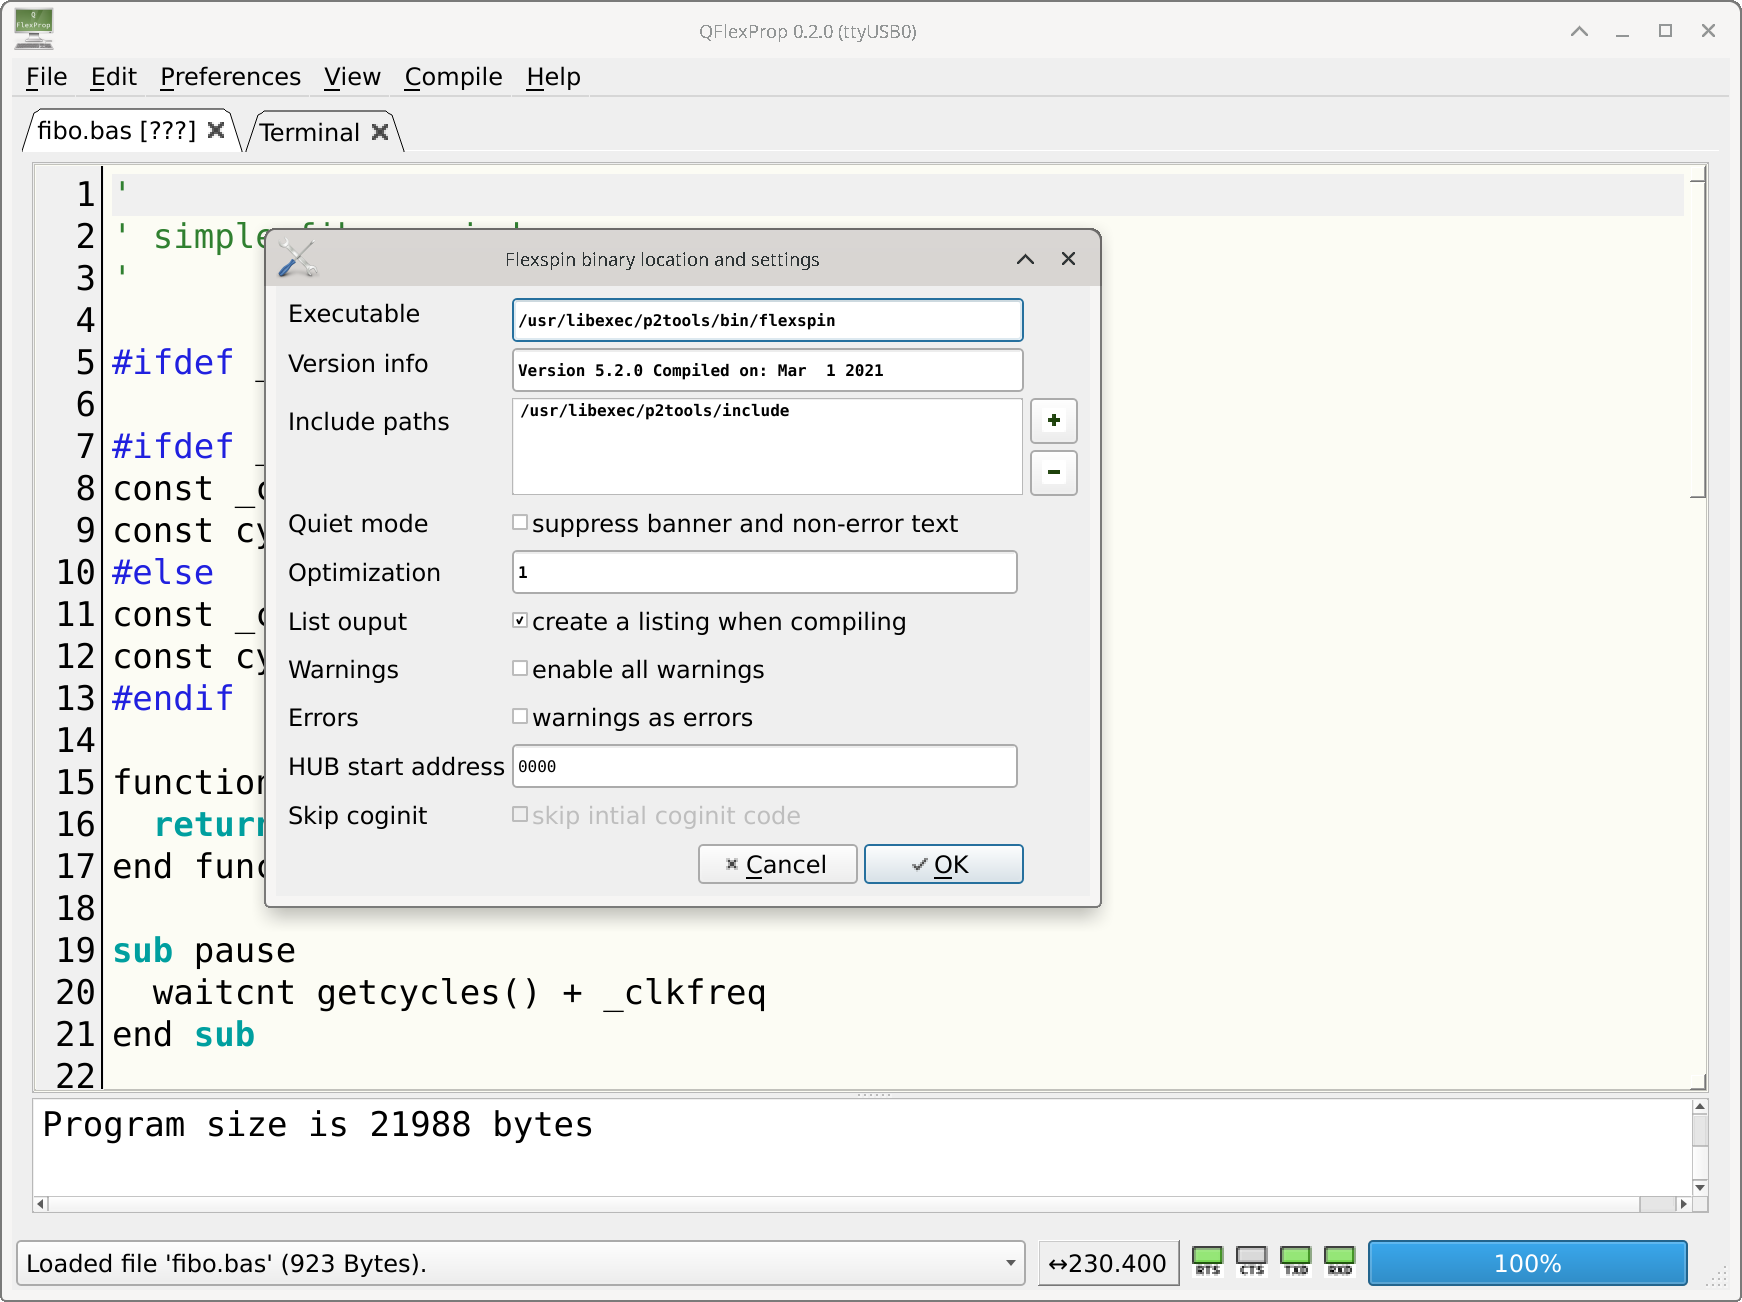 QFlexProp 0.2.0 (ttyUSB0)
File Edit Preferences View Compile Help
fibo.bas [???] Terminal
1 '
2 ' simple
3 '
4
5 #ifdef
6
7 #ifdef
8 const
9 const
10 #else
11 const
12 const
13 #endif
14
15 function
16 return
17 end
18
19 sub pause
20 waitcnt getcycles() + _clkfreq
21 end sub
22
Flexspin binary location and settings
Executable /usr/libexec/p2tools/bin/flexspin
Version info Version 5.2.0 Compiled on: Mar  1 2021
Include paths /usr/libexec/p2tools/include
+
-
Quiet mode suppress banner and non-error text
Optimization 1
List ouput create a listing when compiling
Warnings enable all warnings
Errors warnings as errors
HUB start address 0000
Skip coginit skip intial coginit code
Cancel OK
Program size is 21988 bytes
Loaded file 'fibo.bas' (923 Bytes). ↔230.400 RTS CTS TXD RXD 100%